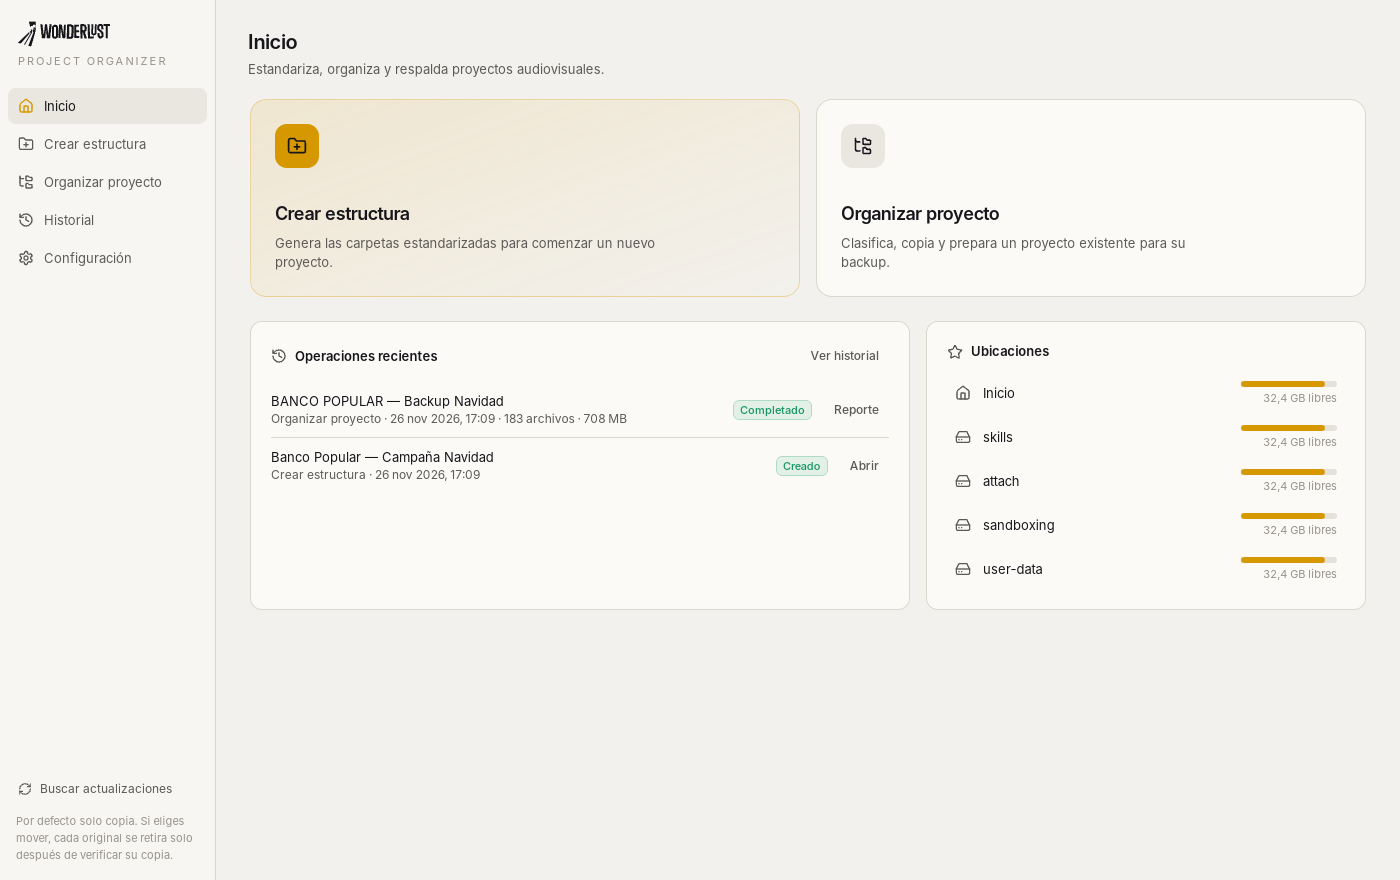 WONDERLUST
PROJECT ORGANIZER
Inicio
Crear estructura
Organizar proyecto
Historial
Configuración
Buscar actualizaciones
Por defecto solo copia. Si eliges
mover, cada original se retira solo
después de verificar su copia.
Inicio
Estandariza, organiza y respalda proyectos audiovisuales.
Crear estructura
Genera las carpetas estandarizadas para comenzar un nuevo
proyecto.
Organizar proyecto
Clasifica, copia y prepara un proyecto existente para su
backup.
Operaciones recientes
Ver historial
BANCO POPULAR — Backup Navidad
Organizar proyecto · 26 nov 2026, 17:09 · 183 archivos · 708 MB
Completado
Reporte
Banco Popular — Campaña Navidad
Crear estructura · 26 nov 2026, 17:09
Creado
Abrir
Ubicaciones
Inicio
32,4 GB libres
skills
32,4 GB libres
attach
32,4 GB libres
sandboxing
32,4 GB libres
user-data
32,4 GB libres